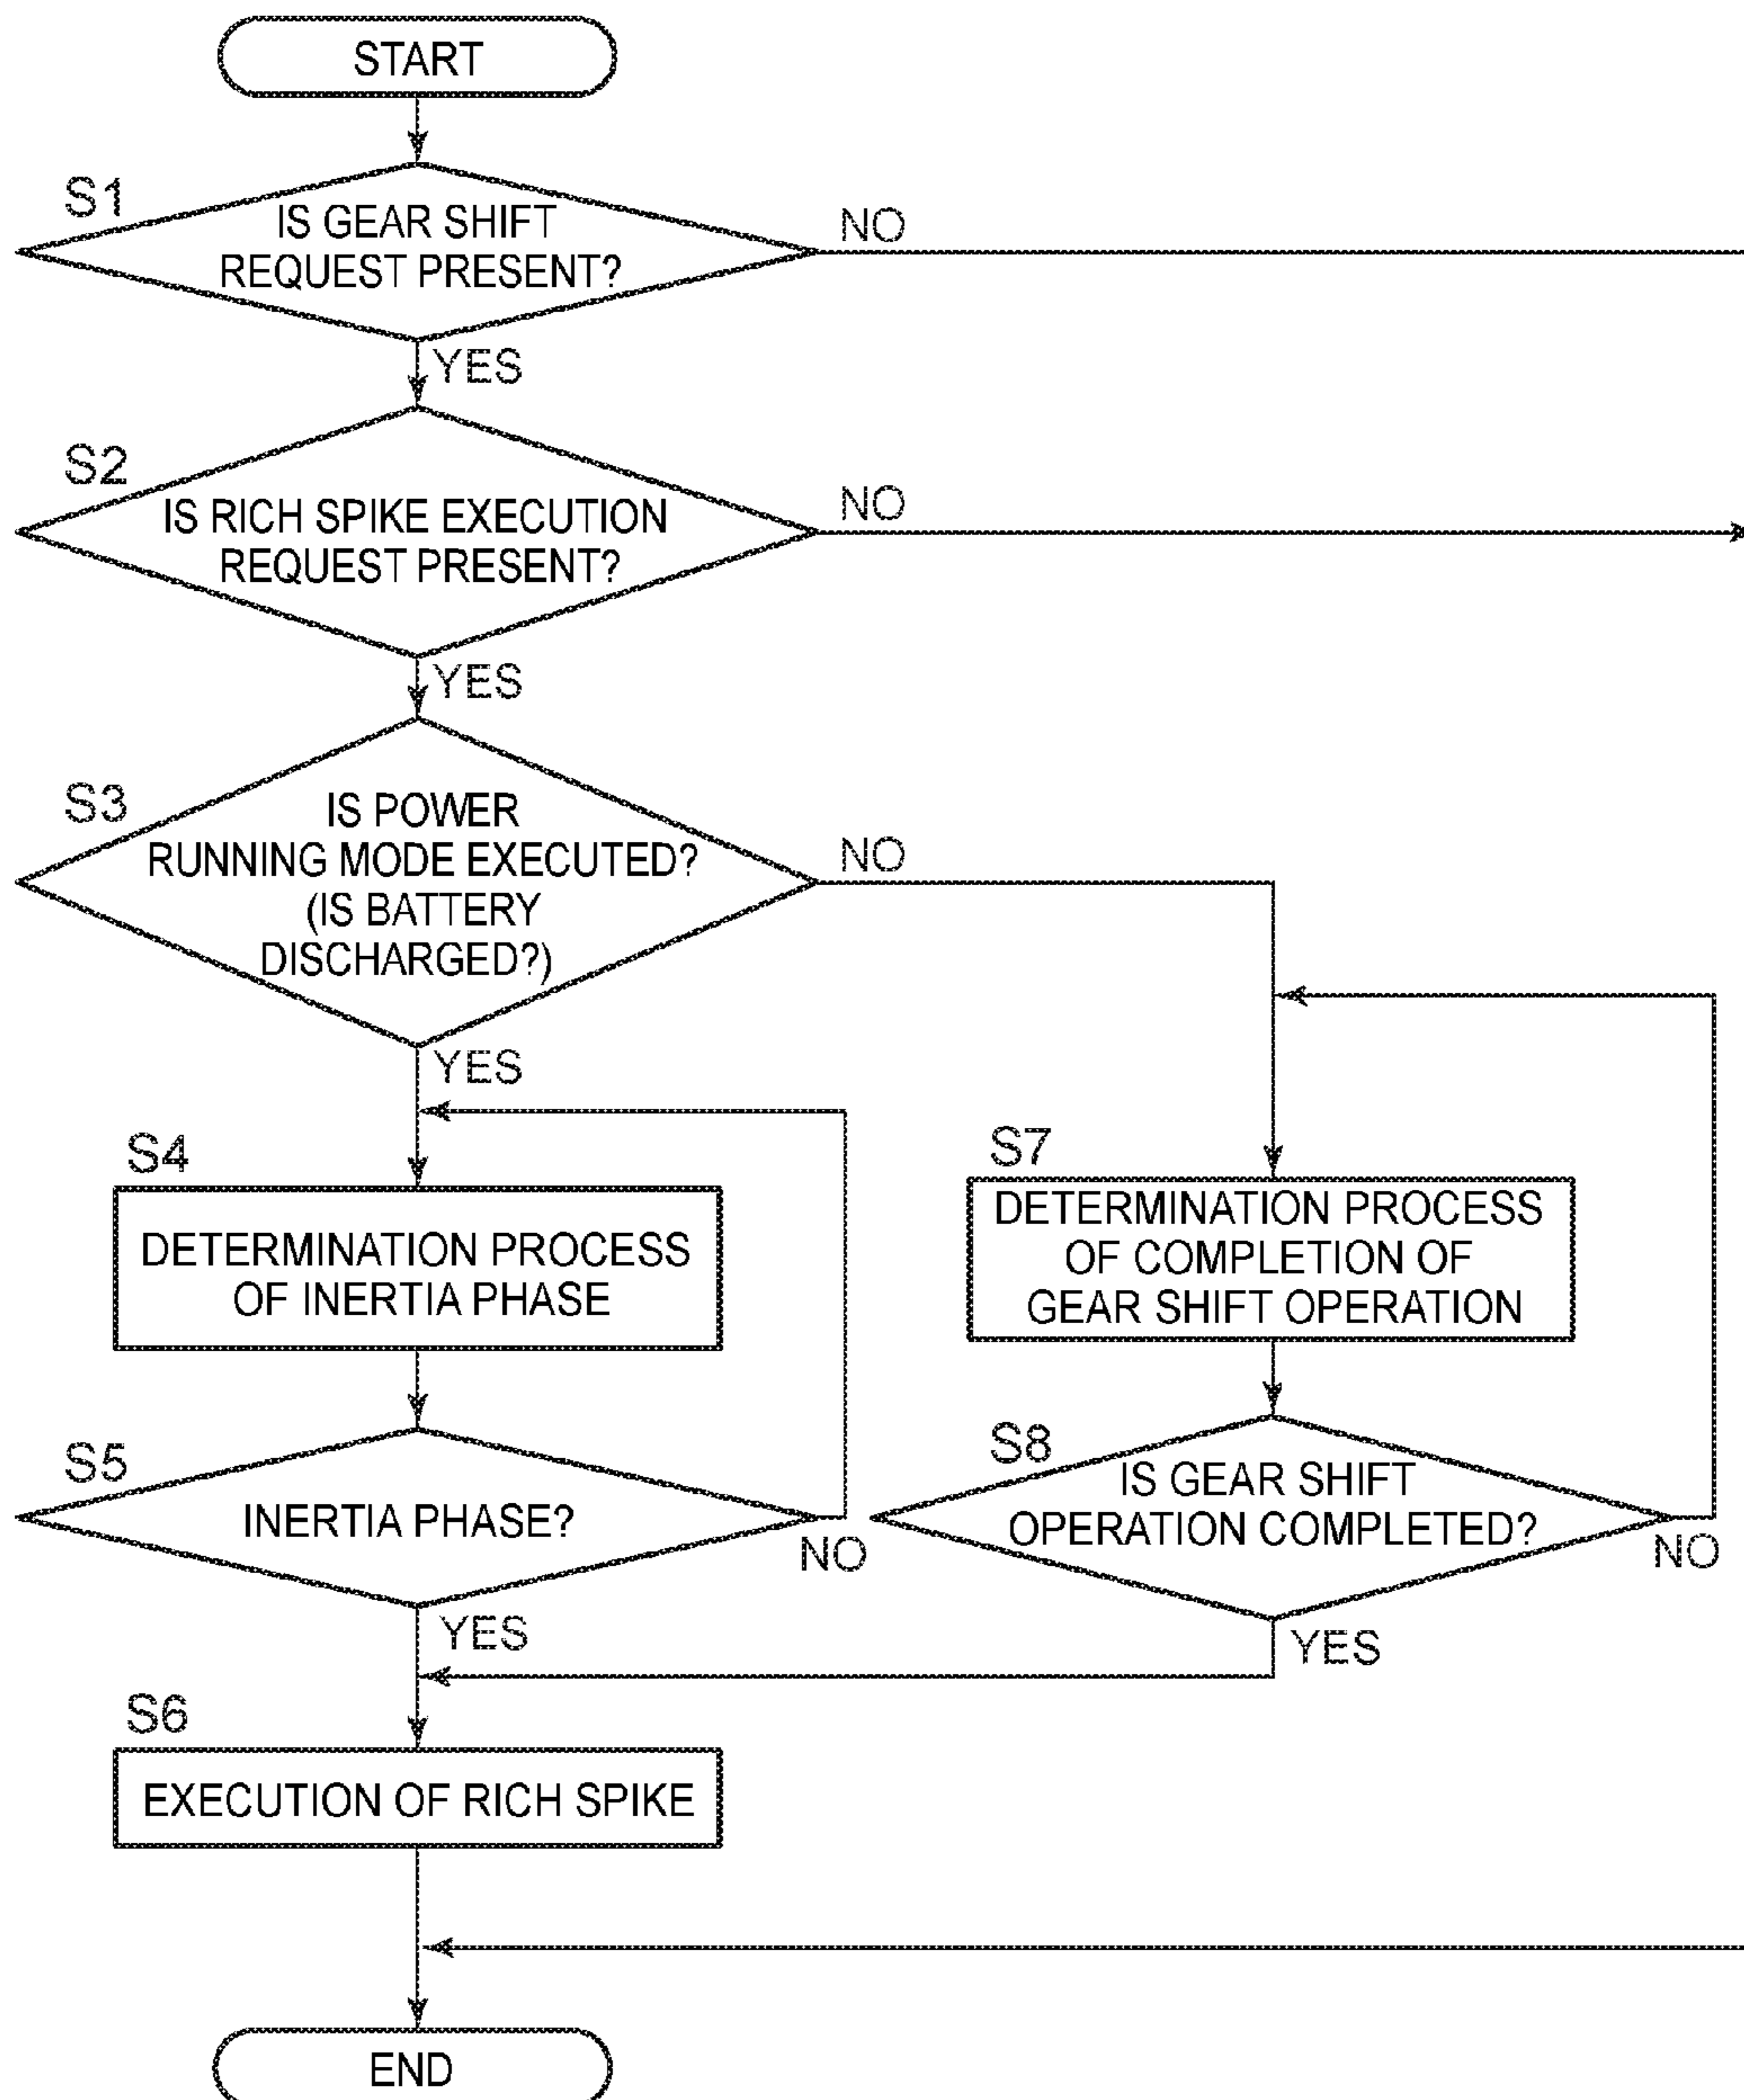 START
S1
IS GEAR SHIFT
REQUEST PRESENT?
NO
YES
S2
IS RICH SPIKE EXECUTION
REQUEST PRESENT?
NO
YES
S3
IS POWER
RUNNING MODE EXECUTED?
(IS BATTERY
DISCHARGED?)
NO
YES
S4
DETERMINATION PROCESS
OF INERTIA PHASE
S7
DETERMINATION PROCESS
OF COMPLETION OF
GEAR SHIFT OPERATION
S5
INERTIA PHASE?
NO
YES
S8
IS GEAR SHIFT
OPERATION COMPLETED?
NO
YES
S6
EXECUTION OF RICH SPIKE
END